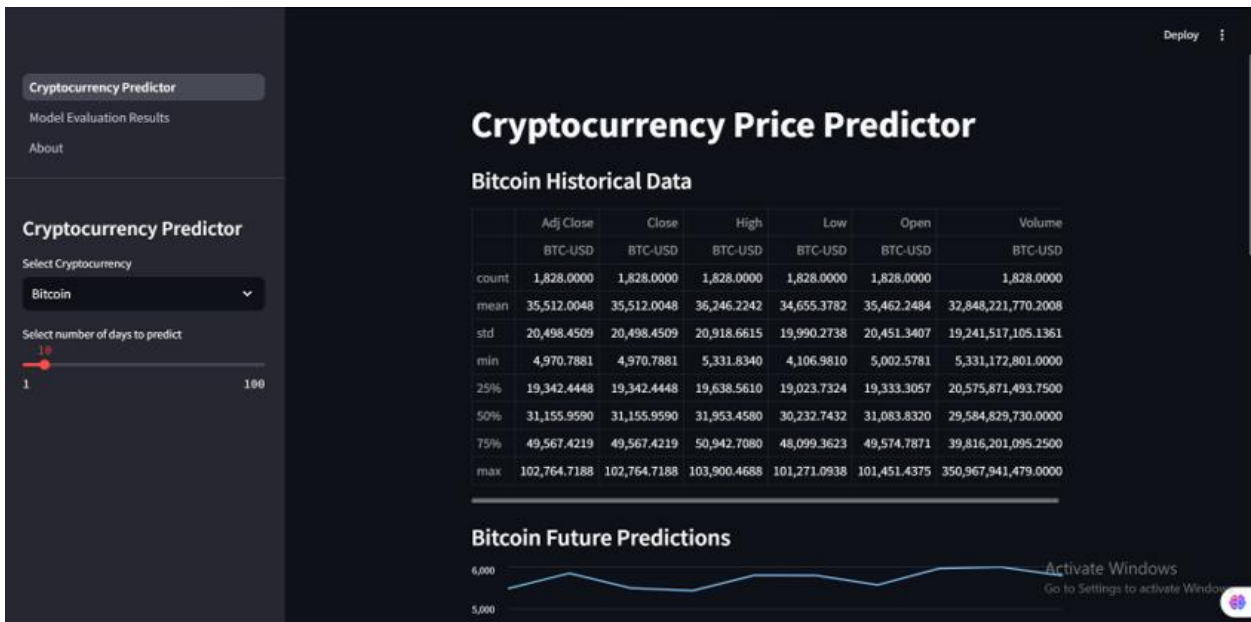 Deploy
Cryptocurrency Predictor
Model Evaluation Results
About
Cryptocurrency Predictor
Select Cryptocurrency
Bitcoin
Select number of days to predict
10
1 100
Cryptocurrency Price Predictor
Bitcoin Historical Data
Adj Close Close High Low Open Volume
BTC-USD BTC-USD BTC-USD BTC-USD BTC-USD BTC-USD
count 1,828.0000 1,828.0000 1,828.0000 1,828.0000 1,828.0000 1,828.0000
mean 35,512.0048 35,512.0048 36,246.2242 34,655.3782 35,462.2484 32,848,221,770.2008
std 20,498.4509 20,498.4509 20,918.6615 19,990.2738 20,451.3407 19,241,517,105.1361
min 4,970.7881 4,970.7881 5,331.8340 4,106.9810 5,002.5781 5,331,172,801.0000
25% 19,342.4448 19,342.4448 19,638.5610 19,023.7324 19,333.3057 20,575,871,493.7500
50% 31,155.9590 31,155.9590 31,953.4580 30,232.7432 31,083.8320 29,584,829,730.0000
75% 49,567.4219 49,567.4219 50,942.7080 48,099.3623 49,574.7871 39,816,201,095.2500
max 102,764.7188 102,764.7188 103,900.4688 101,271.0938 101,451.4375 350,967,941,479.0000
Bitcoin Future Predictions
6,000
5,000
Activate Windows
Go to Settings to activate Window